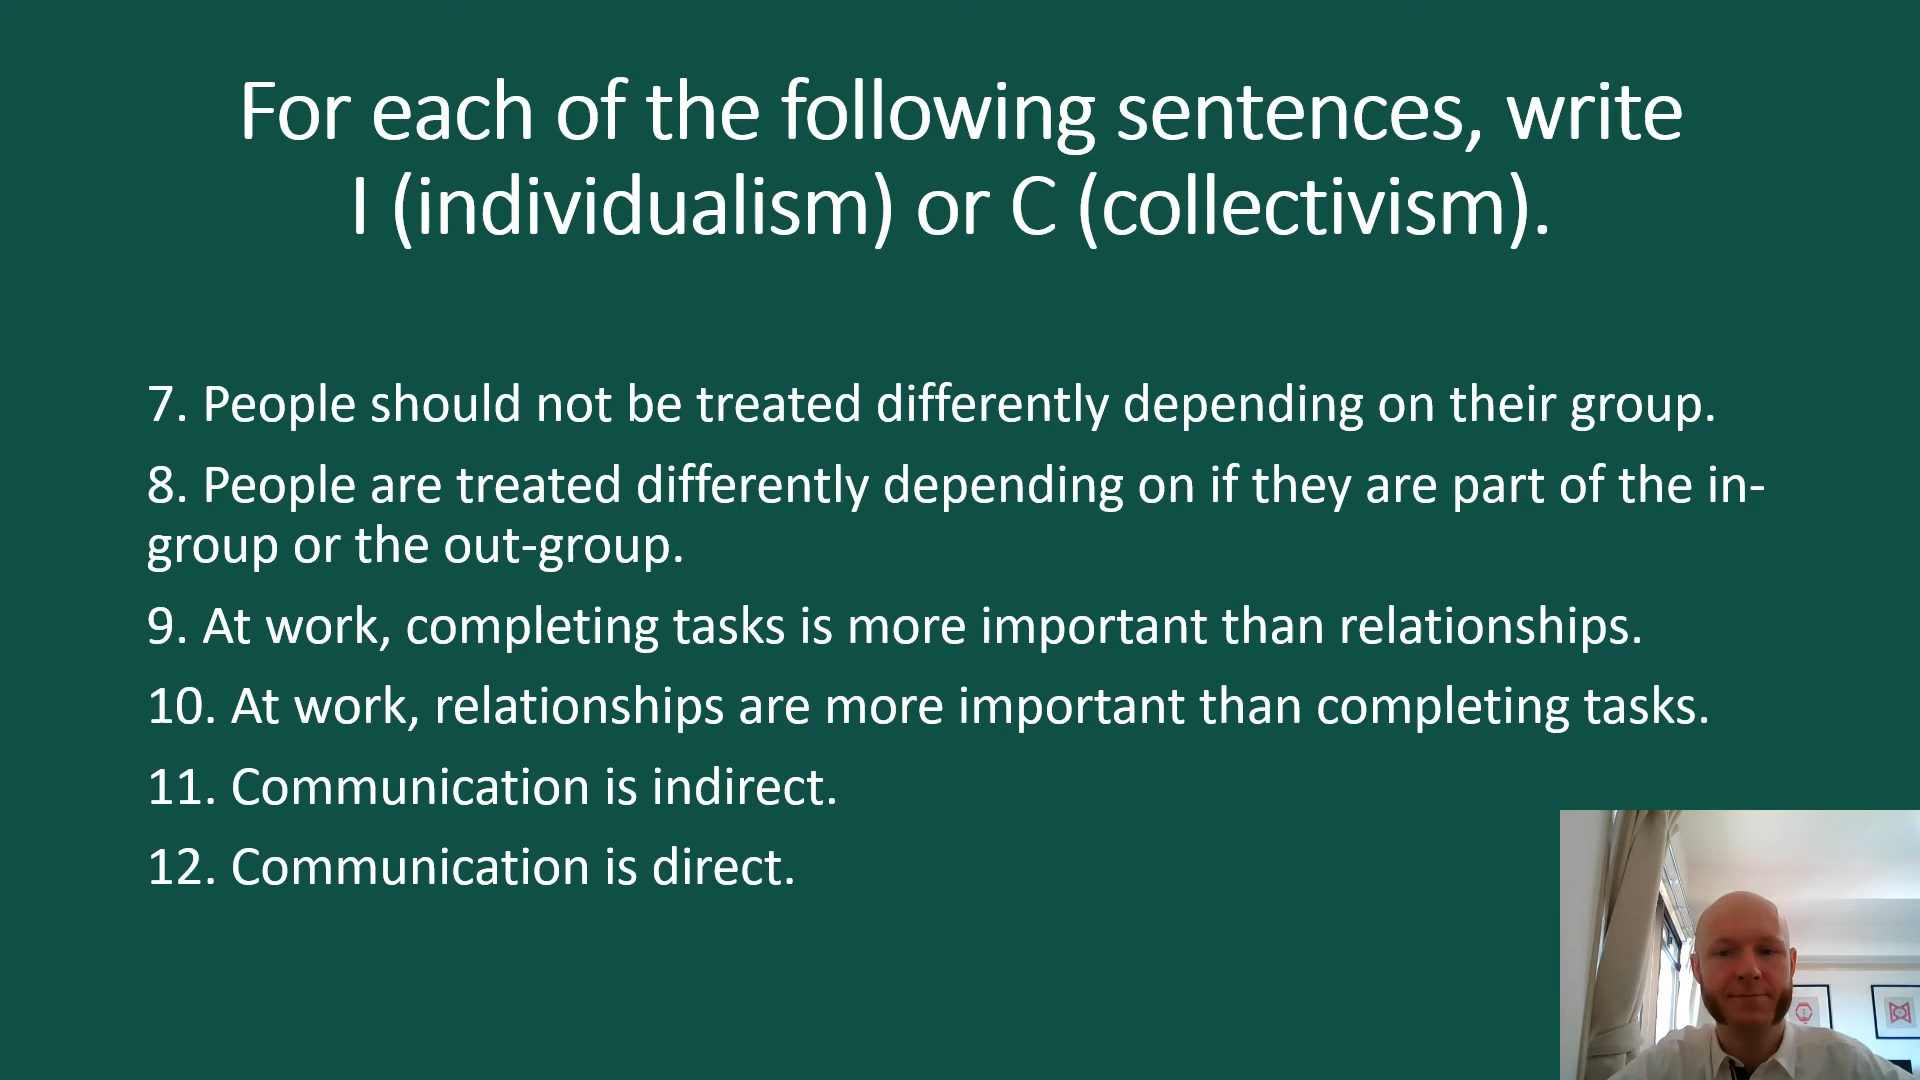 For each of the following sentences, write
I (individualism) or C (collectivism).
7. People should not be treated differently depending on their group.
8. People are treated differently depending on if they are part of the in-
group or the out-group.
9. At work, completing tasks is more important than relationships.
10. At work, relationships are more important than completing tasks.
11. Communication is indirect.
12. Communication is direct.